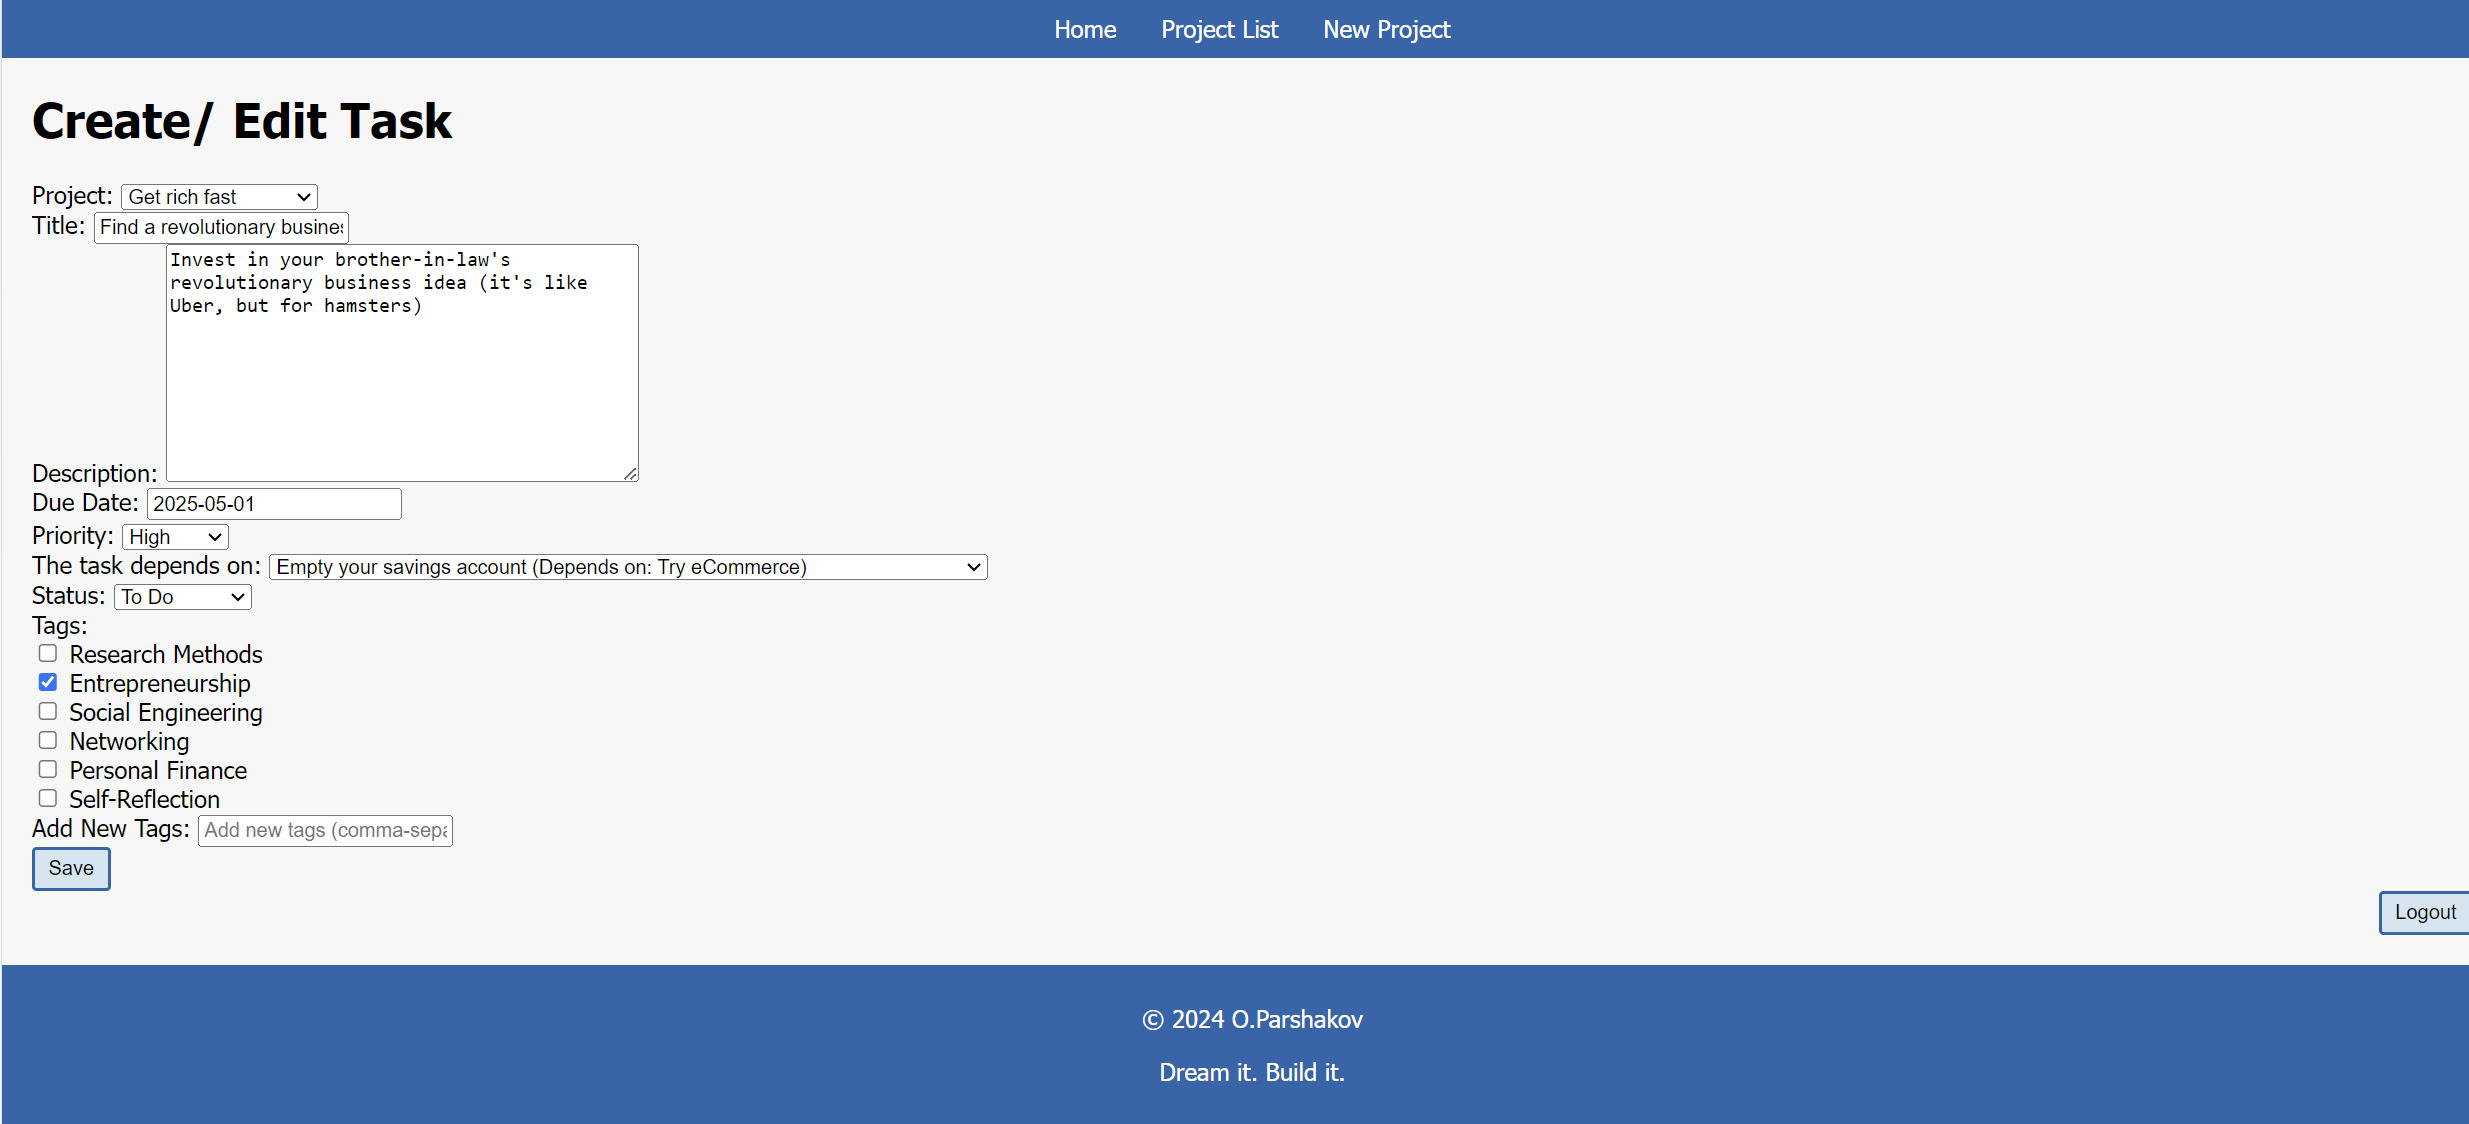 Home Project List New Project
Create/ Edit Task
Project: Get rich fast
Title: Find a revolutionary busines
Invest in your brother-in-law's
revolutionary business idea (it's like
Uber, but for hamsters)
Description:
Due Date: 2025-05-01
Priority: High
The task depends on: Empty your savings account (Depends on: Try eCommerce)
Status: To Do
Tags:
Research Methods
Entrepreneurship
Social Engineering
Networking
Personal Finance
Self-Reflection
Add New Tags: Add new tags (comma-sepa
Save
Logout
© 2024 O.Parshakov
Dream it. Build it.